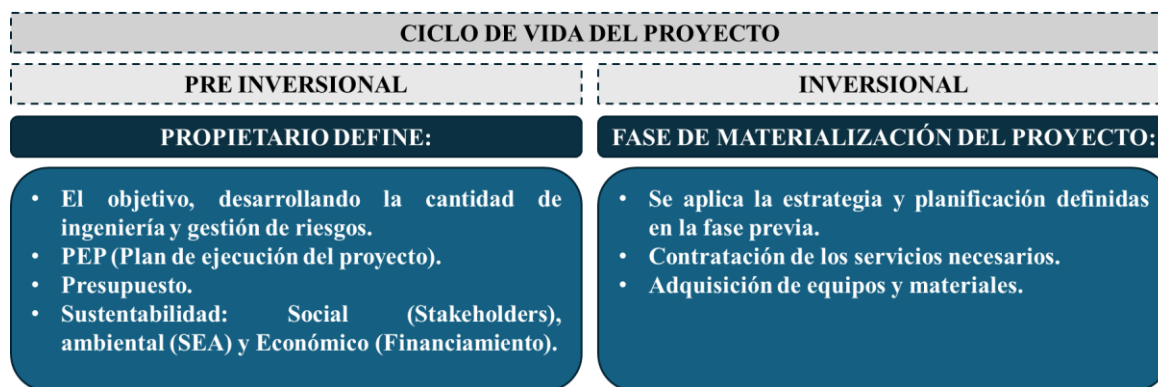 CICLO DE VIDA DEL PROYECTO
PRE INVERSIONAL
PROPIETARIO DEFINE:
• El objetivo, desarrollando la cantidad de
ingeniería y gestión de riesgos.
• PEP (Plan de ejecución del proyecto).
• Presupuesto.
• Sustentabilidad: Social (Stakeholders),
ambiental (SEA) y Económico (Financiamiento).
INVERSIONAL
FASE DE MATERIALIZACIÓN DEL PROYECTO:
• Se aplica la estrategia y planificación definidas
en la fase previa.
• Contratación de los servicios necesarios.
• Adquisición de equipos y materiales.